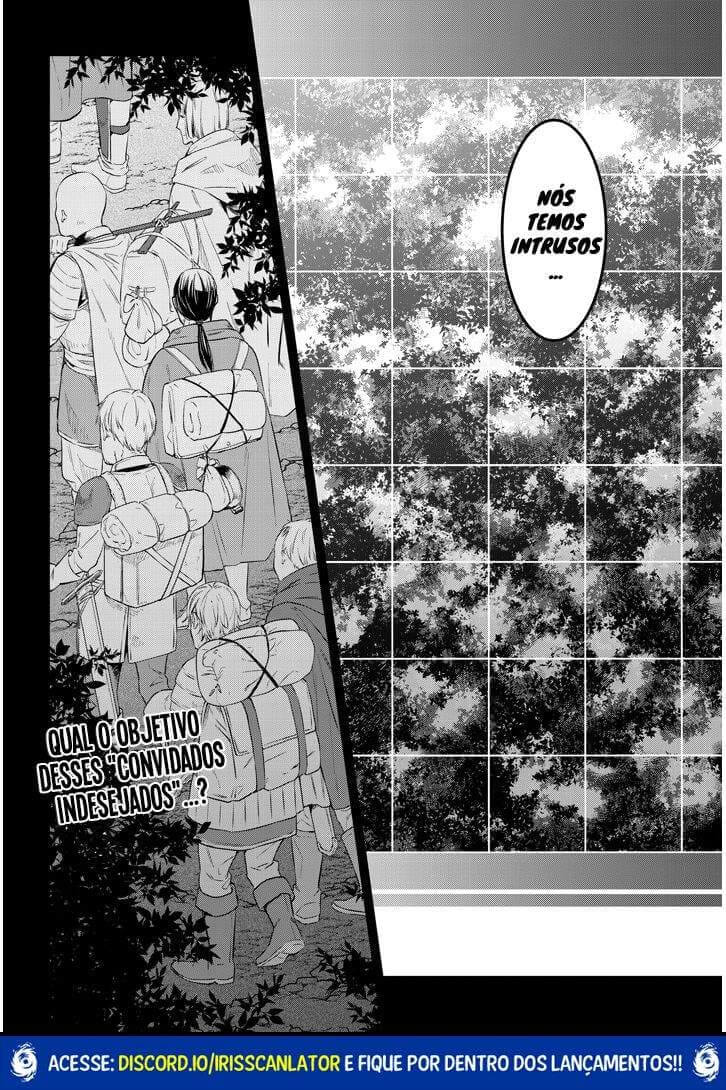 NÓS
TEMOS
INTRUSOS
...
QUAL O OBJETIVO
DESSES "CONVIDADOS
INDESEJADOS"...?
ACESSE: DISCORD.IO/IRISSCANLATOR E FIQUE POR DENTRO DOS LANÇAMENTOS!!